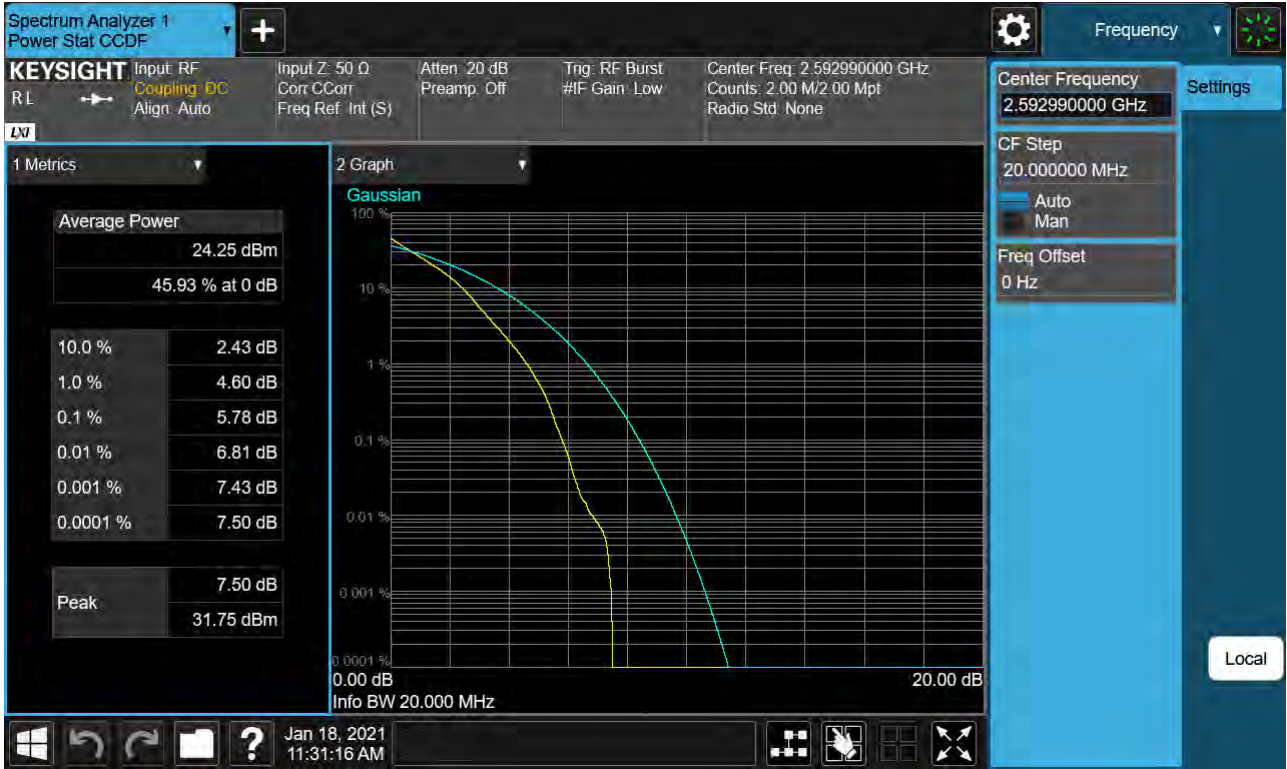 Spectrum Analyzer 1
Power Stat CCDF
Frequency
KEYSIGHT
R L
LXI
Input: RF
Coupling: DC
Align: Auto
Input Z: 50 Ω
Corr CCorr
Freq Ref: Int (S)
Atten: 20 dB
Preamp: Off
Trig: RF Burst
#IF Gain: Low
Center Freq: 2.592990000 GHz
Counts: 2.00 M/2.00 Mpt
Radio Std: None
Center Frequency
2.592990000 GHz
Settings
CF Step
20.000000 MHz
Auto
Man
Freq Offset
0 Hz
1 Metrics
Average Power
24.25 dBm
45.93 % at 0 dB
10.0 % 2.43 dB
1.0 % 4.60 dB
0.1 % 5.78 dB
0.01 % 6.81 dB
0.001 % 7.43 dB
0.0001 % 7.50 dB
Peak
7.50 dB
31.75 dBm
2 Graph
Gaussian
100 %
10 %
1 %
0.1 %
0.01 %
0.001 %
0.0001 %
0.00 dB 20.00 dB
Info BW 20.000 MHz
Local
?
Jan 18, 2021
11:31:16 AM